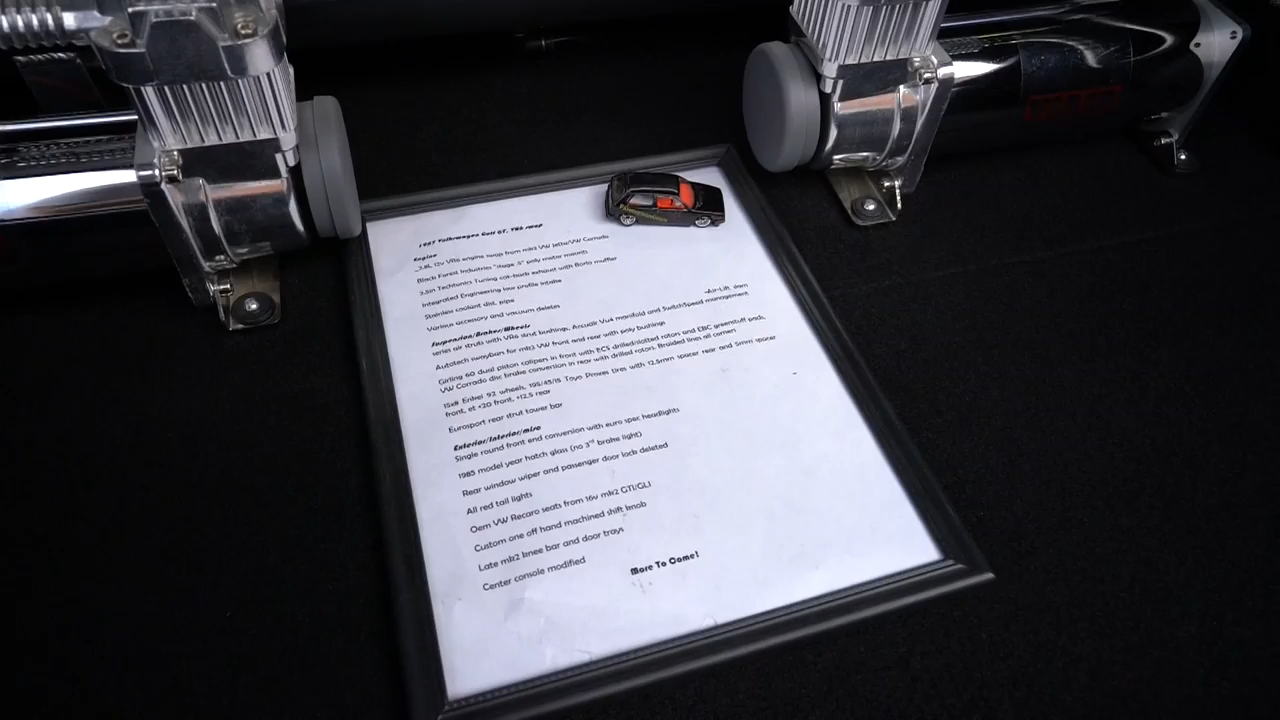 1987 Volkswagen Golf GT, VR6 swap
Engine
2.8L 12v VR6 engine swap from mk3 VW Jetta/VW Corrado
Black Forest Industries "stage .5" poly motor mounts
2.5in Techtonics Tuning cat-back exhaust with Borla muffler
Integrated Engineering low profile intake
Stainless coolant dist. pipe
Various accesory and vacuum deletes
Suspension/Brakes/Wheels
-Air-Lift slam
series air struts with VR6 strut bushings, Accuair Vu4 manifold and SwitchSpeed management
Autotech swaybars for mk2 VW front and rear with poly bushings
Girling 60 dual piston calipers in front with ECS drilled/slotted rotors and EBC greenstuff pads,
VW Corrado disc brake conversion in rear with drilled rotors. Braided lines all corners
15x8 Enkei 92 wheels, 195/45/15 Toyo Proxes tires with 12.5mm spacer rear and 5mm spacer
front, et +20 front, +12.5 rear
Eurosport rear strut tower bar
Exterior/Interior/misc
Single round front end conversion with euro spec headlights
1985 model year hatch glass (no 3rd brake light)
Rear window wiper and passenger door lock deleted
All red tail lights
Oem VW Recaro seats from 16v mk2 GTI/GLI
Custom one off hand machined shift knob
Late mk2 knee bar and door trays
Center console modified
More To Come!